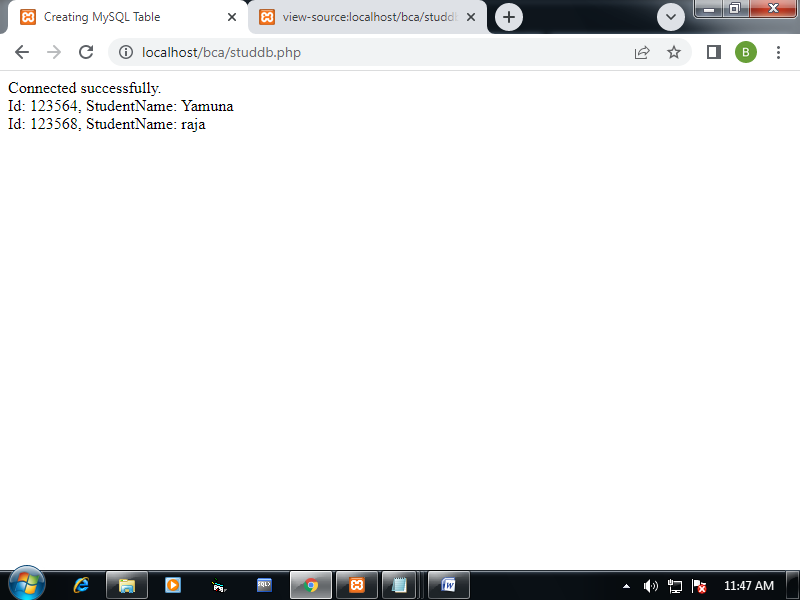 Creating MySQL Table
view-source:localhost/bca/studd
localhost/bca/studdb.php
B
Connected successfully.
Id: 123564, StudentName: Yamuna
Id: 123568, StudentName: raja
SQL>
W
11:47 AM